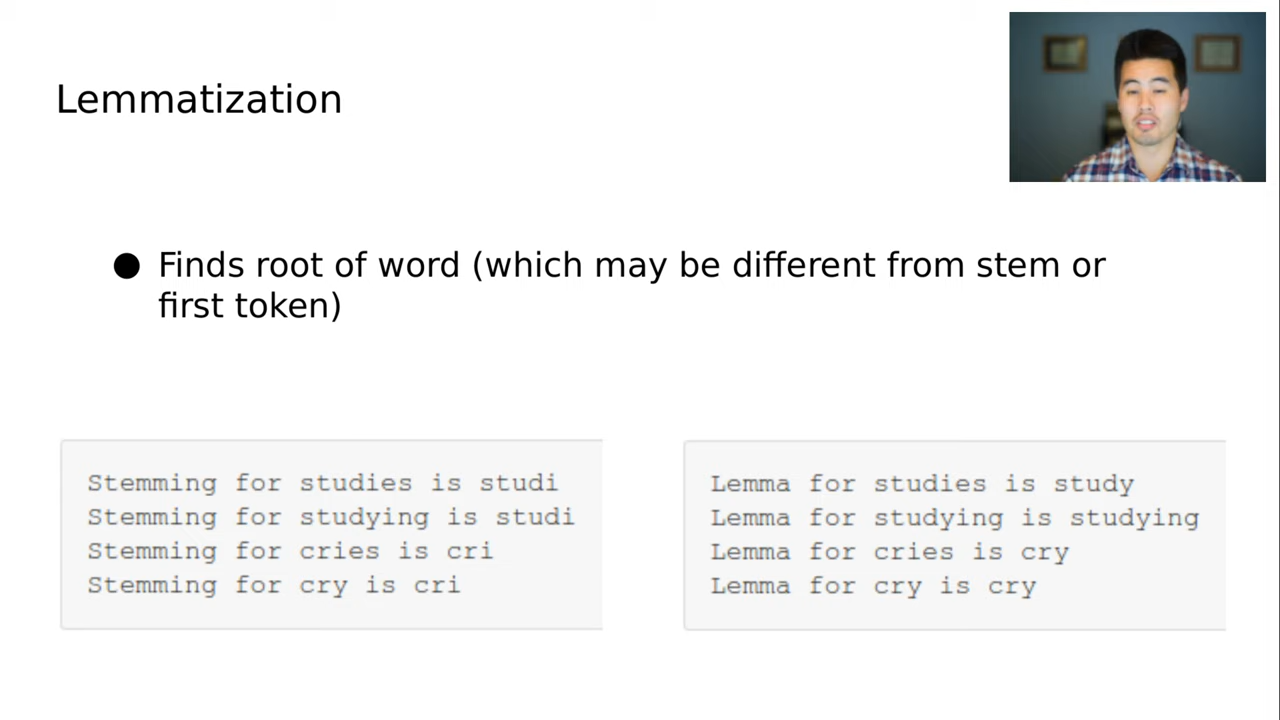 Lemmatization
● Finds root of word (which may be different from stem or
first token)
Stemming for studies is studi
Stemming for studying is studi
Stemming for cries is cri
Stemming for cry is cri
Lemma for studies is study
Lemma for studying is studying
Lemma for cries is cry
Lemma for cry is cry